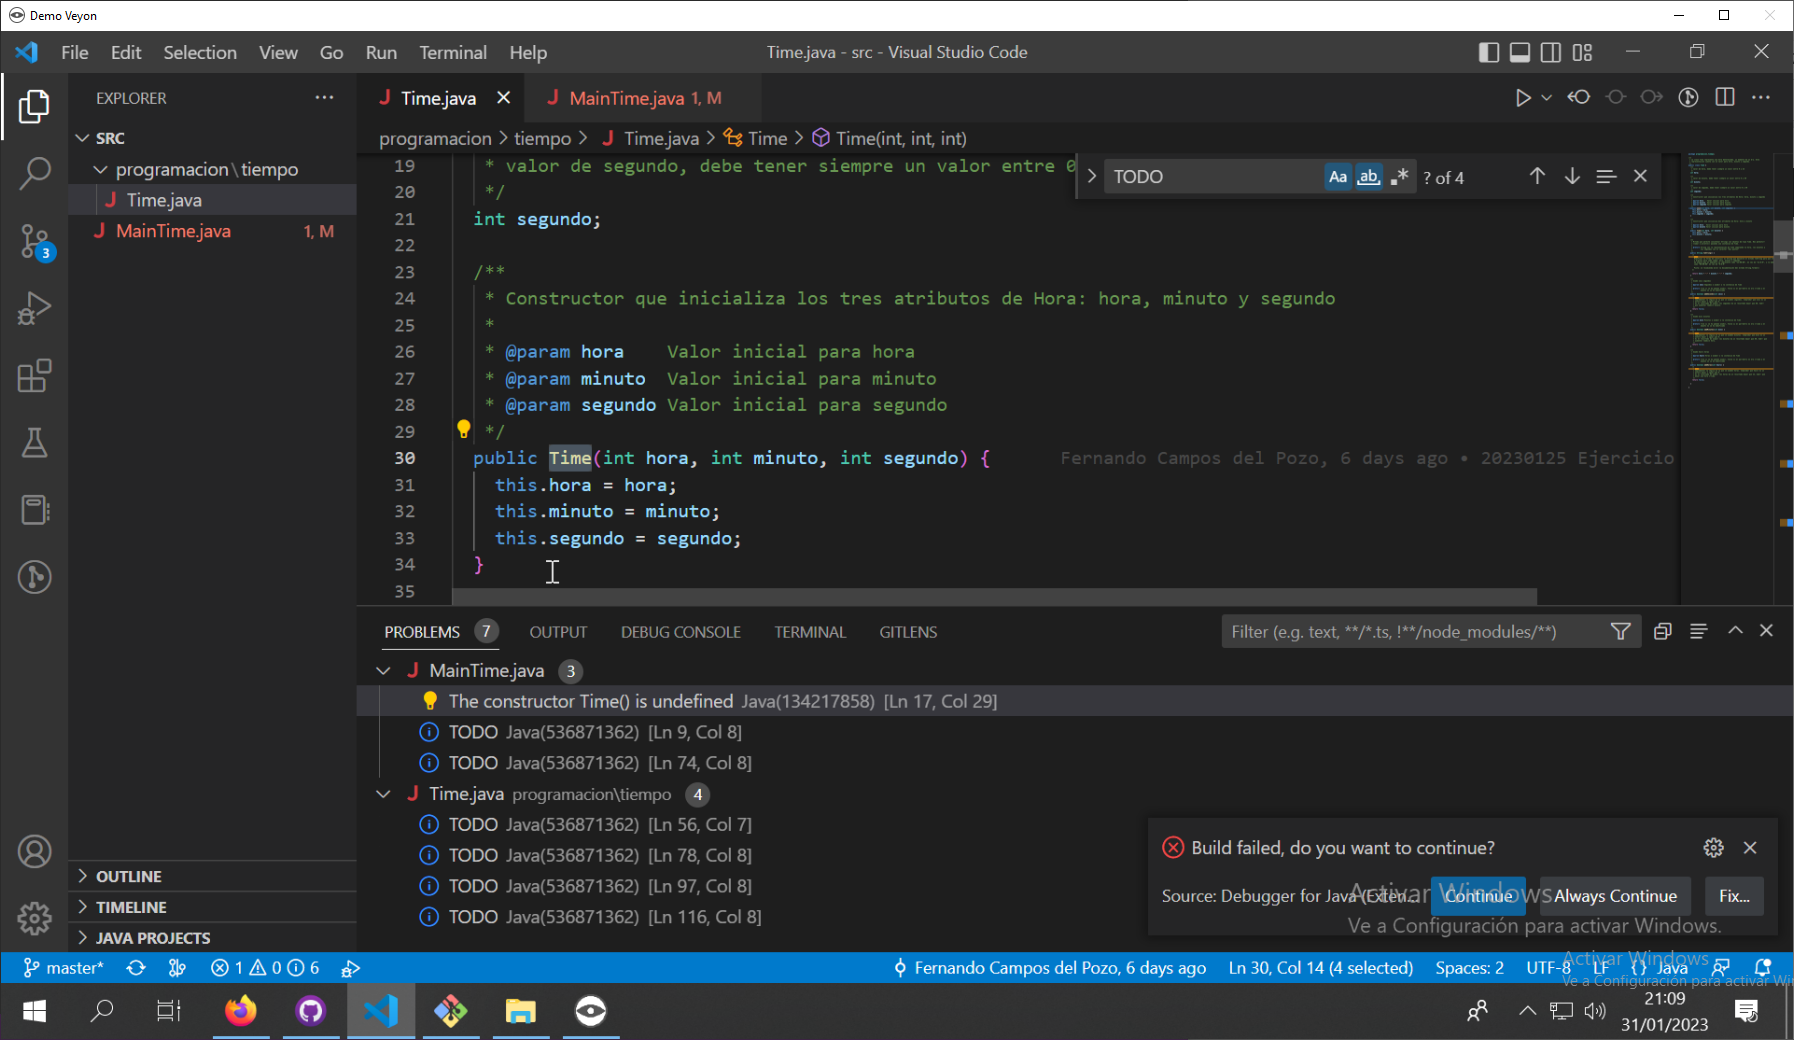 Demo Veyon
File Edit Selection View Go Run Terminal Help
Time.java - src - Visual Studio Code
EXPLORER
SRC
programacion\tiempo
Time.java
MainTime.java 1, M
3
OUTLINE
TIMELINE
JAVA PROJECTS
Time.java
MainTime.java 1, M
programacion > tiempo > Time.java > Time > Time(int, int, int)
TODO Aa ab .* ? of 4
19 * valor de segundo, debe tener siempre un valor entre 0
20 */
21 int segundo;
22
23 /**
24 * Constructor que inicializa los tres atributos de Hora: hora, minuto y segundo
25 *
26 * @param hora    Valor inicial para hora
27 * @param minuto  Valor inicial para minuto
28 * @param segundo Valor inicial para segundo
29 */
30 public Time(int hora, int minuto, int segundo) { Fernando Campos del Pozo, 6 days ago • 20230125 Ejercicio
31 this.hora = hora;
32 this.minuto = minuto;
33 this.segundo = segundo;
34 }
35
PROBLEMS 7 OUTPUT DEBUG CONSOLE TERMINAL GITLENS
Filter (e.g. text, **/*.ts, !**/node_modules/**)
MainTime.java 3
The constructor Time() is undefined Java(134217858) [Ln 17, Col 29]
TODO Java(536871362) [Ln 9, Col 8]
TODO Java(536871362) [Ln 74, Col 8]
Time.java programacion\tiempo 4
TODO Java(536871362) [Ln 56, Col 7]
TODO Java(536871362) [Ln 78, Col 8]
TODO Java(536871362) [Ln 97, Col 8]
TODO Java(536871362) [Ln 116, Col 8]
Build failed, do you want to continue?
Source: Debugger for Java (Exten... Continue Always Continue Fix...
Activar Windows
Ve a Configuración para activar Windows.
master* 1 0 6
Fernando Campos del Pozo, 6 days ago Ln 30, Col 14 (4 selected) Spaces: 2 UTF-8 LF {} Java
Activar Windows
Ve a Configuración para activar Wi
21:09
31/01/2023